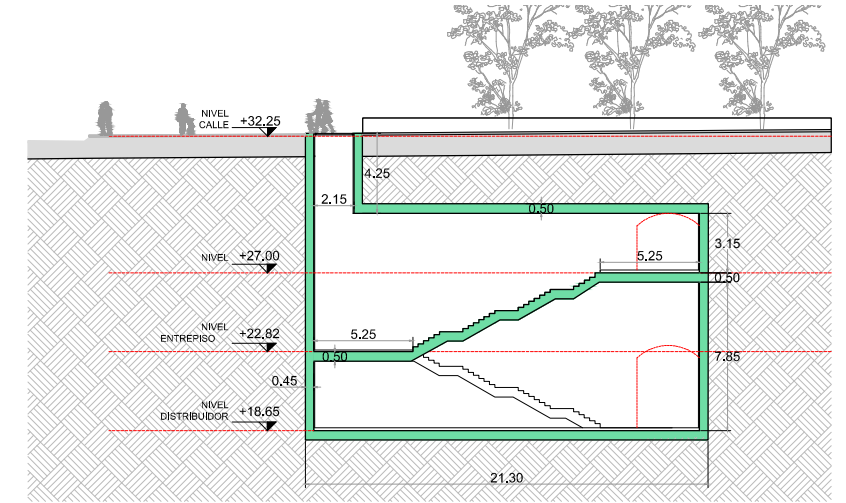 NIVEL
CALLE +32.25
4.25
2.15
0.50
3.15
NIVEL +27.00
5.25
0.50
NIVEL
ENTREPISO +22.82
5.25
0.50
7.85
0.45
NIVEL
DISTRIBUIDOR +18.65
21.30